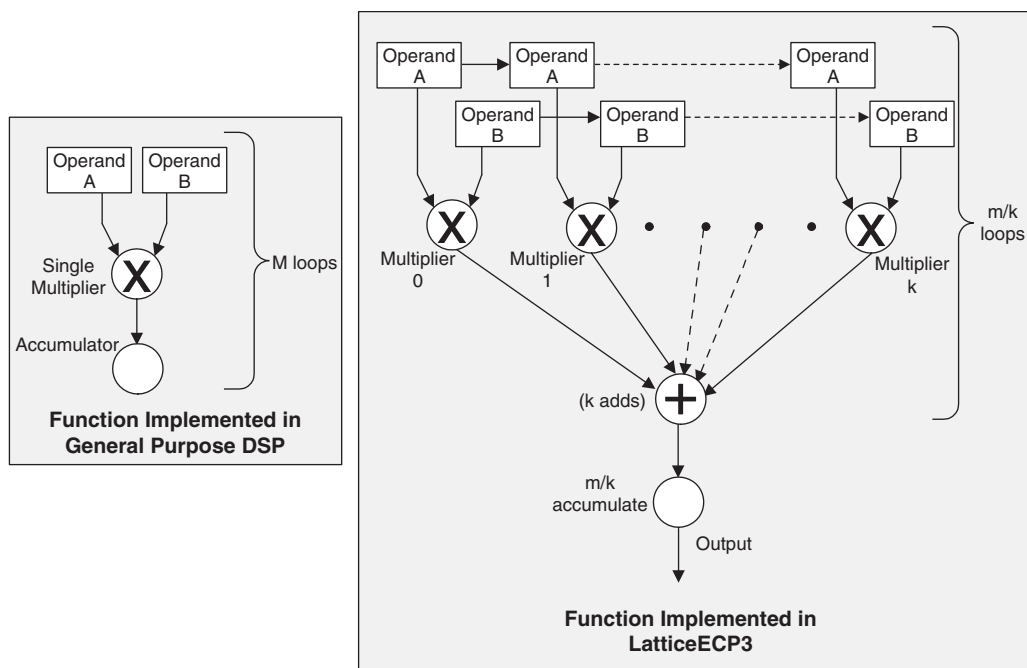 Operand
A
Operand
B
Single
Multiplier
X
Accumulator
M loops
Function Implemented in
General Purpose DSP
Operand
A
Operand
A
Operand
A
Operand
B
Operand
B
Operand
B
X
X
X
Multiplier
0
Multiplier
1
Multiplier
k
m/k
loops
(k adds)
+
m/k
accumulate
Output
Function Implemented in
LatticeECP3